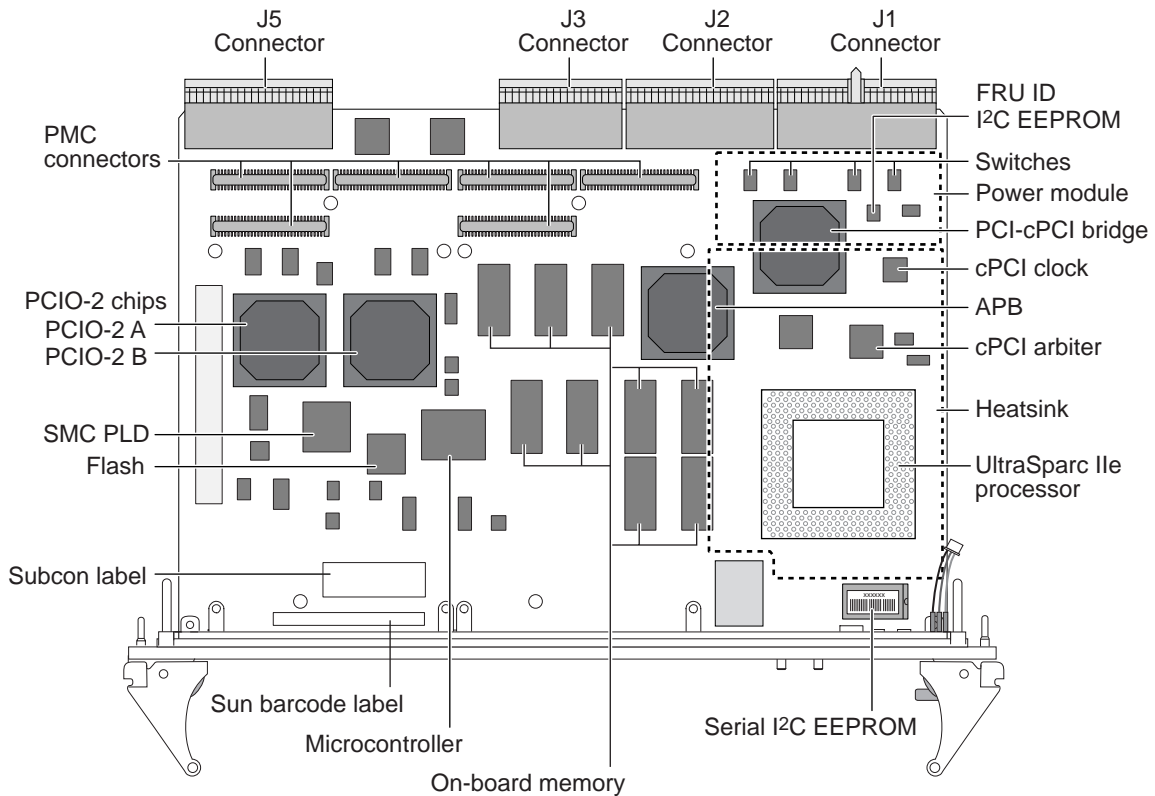 J5
Connector
J3
Connector
J2
Connector
J1
Connector
FRU ID
I2C EEPROM
PMC
connectors
Switches
Power module
PCI-cPCI bridge
cPCI clock
PCIO-2 chips
PCIO-2 A
PCIO-2 B
APB
cPCI arbiter
Heatsink
SMC PLD
Flash
UltraSparc IIe
processor
Subcon label
xxxxxx
Sun barcode label
Serial I2C EEPROM
Microcontroller
On-board memory